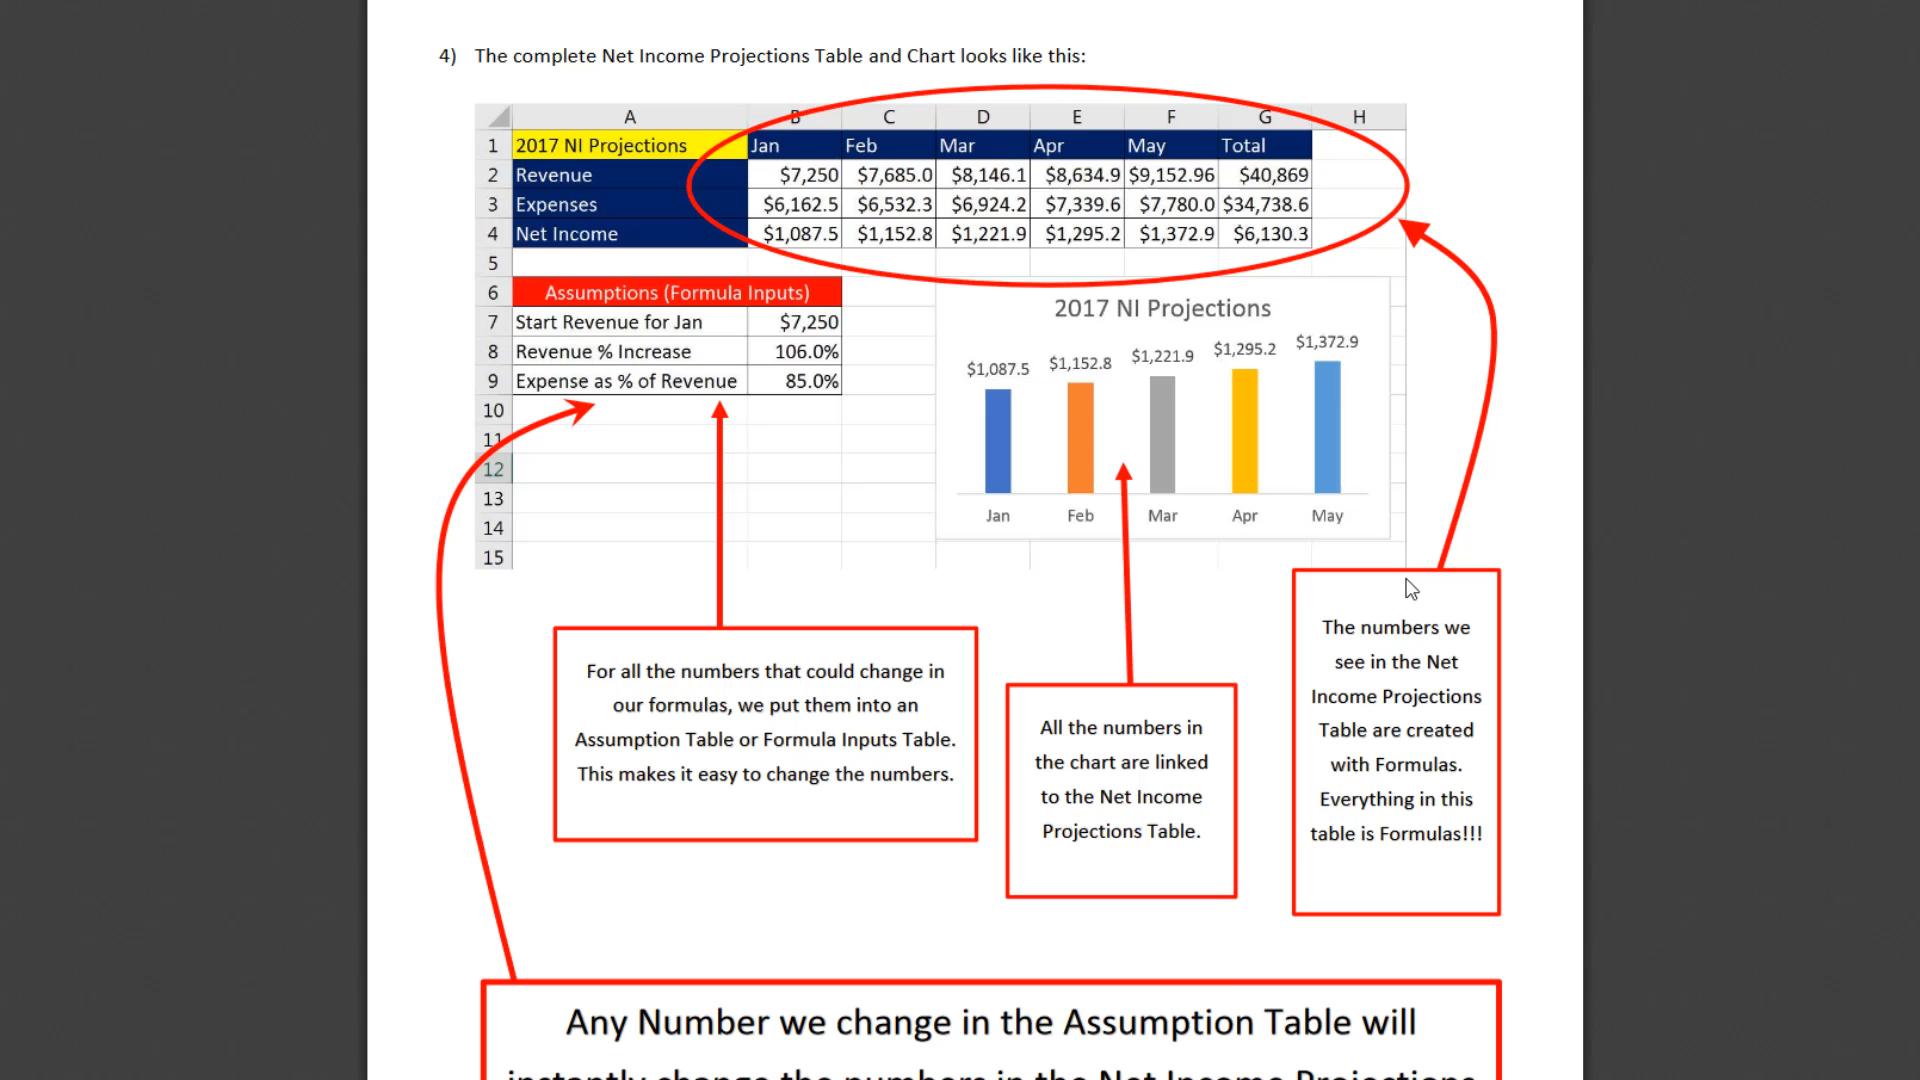 4) The complete Net Income Projections Table and Chart looks like this:
A B C D E F G H
1 2017 NI Projections Jan Feb Mar Apr May Total
2 Revenue $7,250 $7,685.0 $8,146.1 $8,634.9 $9,152.96 $40,869
3 Expenses $6,162.5 $6,532.3 $6,924.2 $7,339.6 $7,780.0 $34,738.6
4 Net Income $1,087.5 $1,152.8 $1,221.9 $1,295.2 $1,372.9 $6,130.3
5
6 Assumptions (Formula Inputs)
7 Start Revenue for Jan $7,250
8 Revenue % Increase 106.0%
9 Expense as % of Revenue 85.0%
10
11
12
13
14
15
2017 NI Projections
$1,087.5 $1,152.8 $1,221.9 $1,295.2 $1,372.9
Jan Feb Mar Apr May
For all the numbers that could change in
our formulas, we put them into an
Assumption Table or Formula Inputs Table.
This makes it easy to change the numbers.
All the numbers in
the chart are linked
to the Net Income
Projections Table.
The numbers we
see in the Net
Income Projections
Table are created
with Formulas.
Everything in this
table is Formulas!!!
Any Number we change in the Assumption Table will
instantly change the numbers in the Net Income Projections